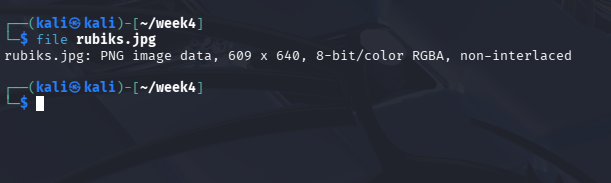 ┌──(kali㉿kali)-[~/week4]
└─$ file rubiks.jpg
rubiks.jpg: PNG image data, 609 x 640, 8-bit/color RGBA, non-interlaced
┌──(kali㉿kali)-[~/week4]
└─$